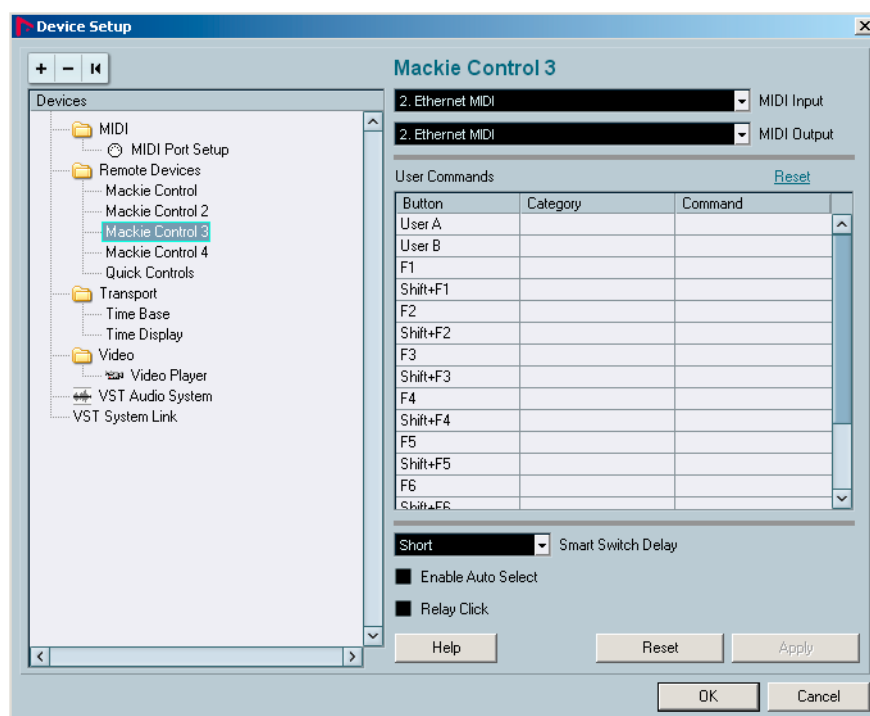 Device Setup
Mackie Control 3
Devices
MIDI
MIDI Port Setup
Remote Devices
Mackie Control
Mackie Control 2
Mackie Control 3
Mackie Control 4
Quick Controls
Transport
Time Base
Time Display
Video
Video Player
VST Audio System
VST System Link
2. Ethernet MIDI MIDI Input
2. Ethernet MIDI MIDI Output
User Commands Reset
Button Category Command
User A
User B
F1
Shift+F1
F2
Shift+F2
F3
Shift+F3
F4
Shift+F4
F5
Shift+F5
F6
Shift+F6
Short Smart Switch Delay
Enable Auto Select
Relay Click
Help Reset Apply
OK Cancel